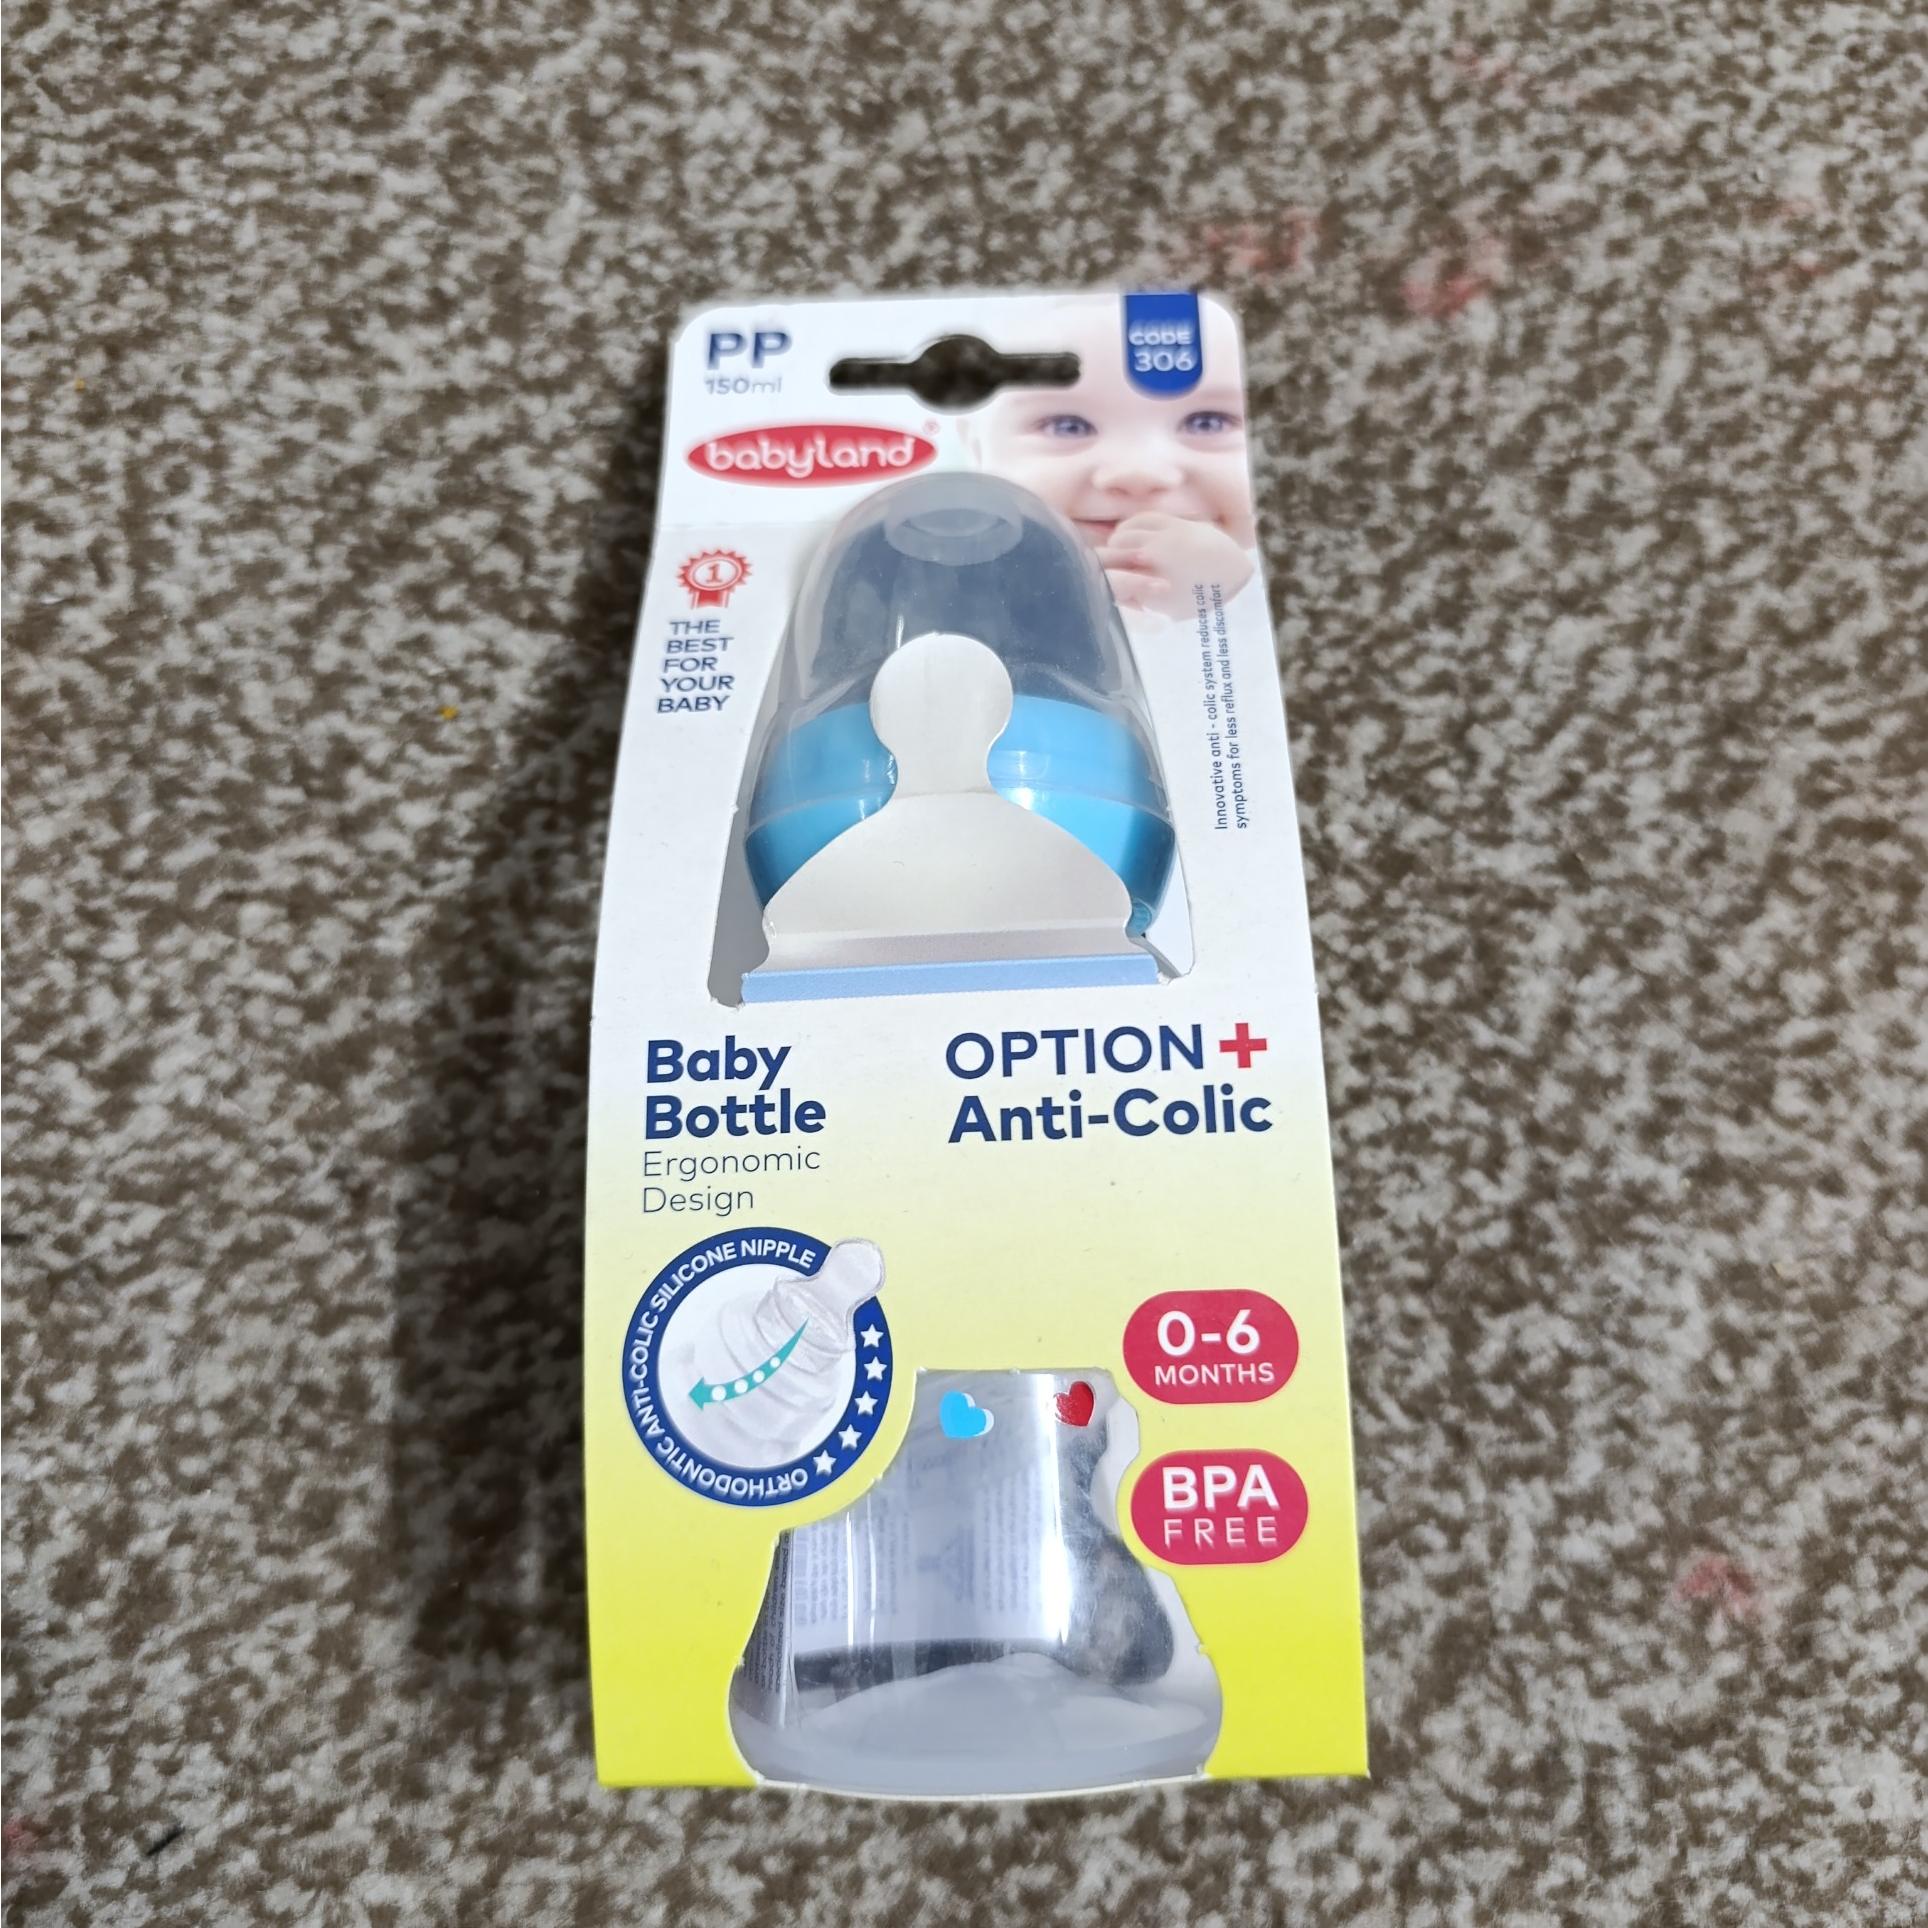 PP
150ml
CODE
306
babyland®
1
THE
BEST
FOR
YOUR
BABY
Innovative anti - colic system reduces colic
symptoms for less reflux and less discomfort
Baby
Bottle
Ergonomic
Design
OPTION+
Anti-Colic
ORTHODONTIC ANTI-COLIC SILICONE NIPPLE
0-6
MONTHS
BPA
FREE